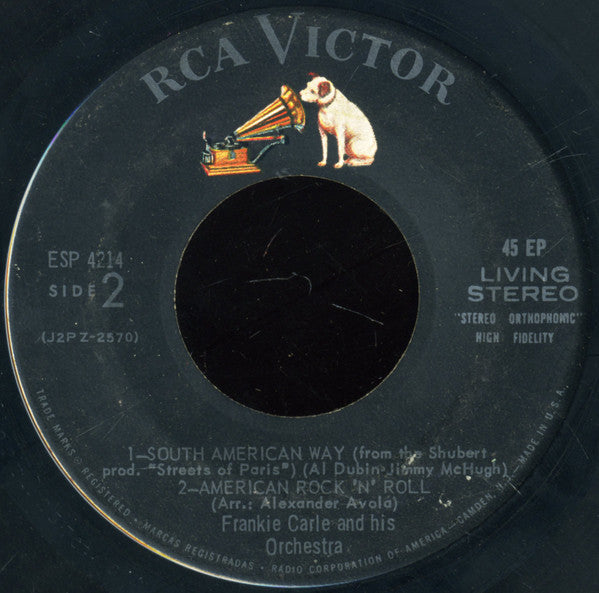 RCA VICTOR
ESP 4214
SIDE 2
(J2PZ-2570)
45 EP
LIVING
STEREO
"STEREO ORTHOPHONIC"
HIGH FIDELITY
1—SOUTH AMERICAN WAY (from the Shubert
prod.-"Streets of Paris") (Al Dubin-Jimmy McHugh)
2—AMERICAN ROCK 'N' ROLL
(Arr.: Alexander Avola)
Frankie Carle and his
Orchestra
TRADE MARKS ® REGISTERED • MARCAS REGISTRADAS • RADIO CORPORATION OF AMERICA—CAMDEN, N.J.—MADE IN U.S.A.